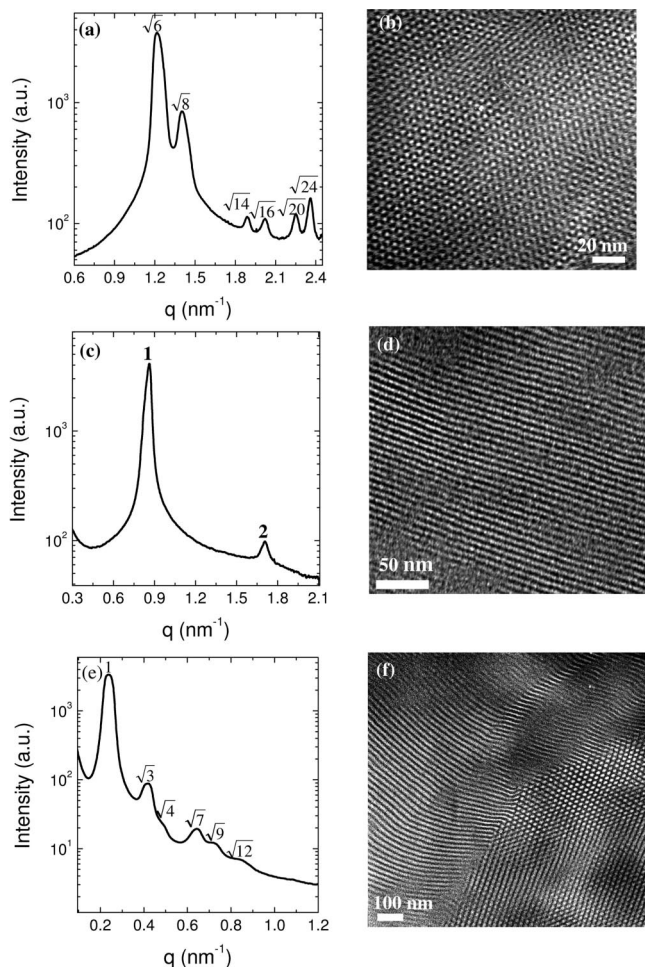 (a)
√6
√8
√14
√16
√20
√24
10³
10²
Intensity (a.u.)
0.6 0.9 1.2 1.5 1.8 2.1 2.4
q (nm⁻¹)
(b)
20 nm
(c)
1
2
10³
10²
Intensity (a.u.)
0.3 0.6 0.9 1.2 1.5 1.8 2.1
q (nm⁻¹)
(d)
50 nm
(e)
1
√3
√4
√7
√9
√12
10³
10²
10¹
Intensity (a.u.)
0.2 0.4 0.6 0.8 1.0 1.2
q (nm⁻¹)
(f)
100 nm